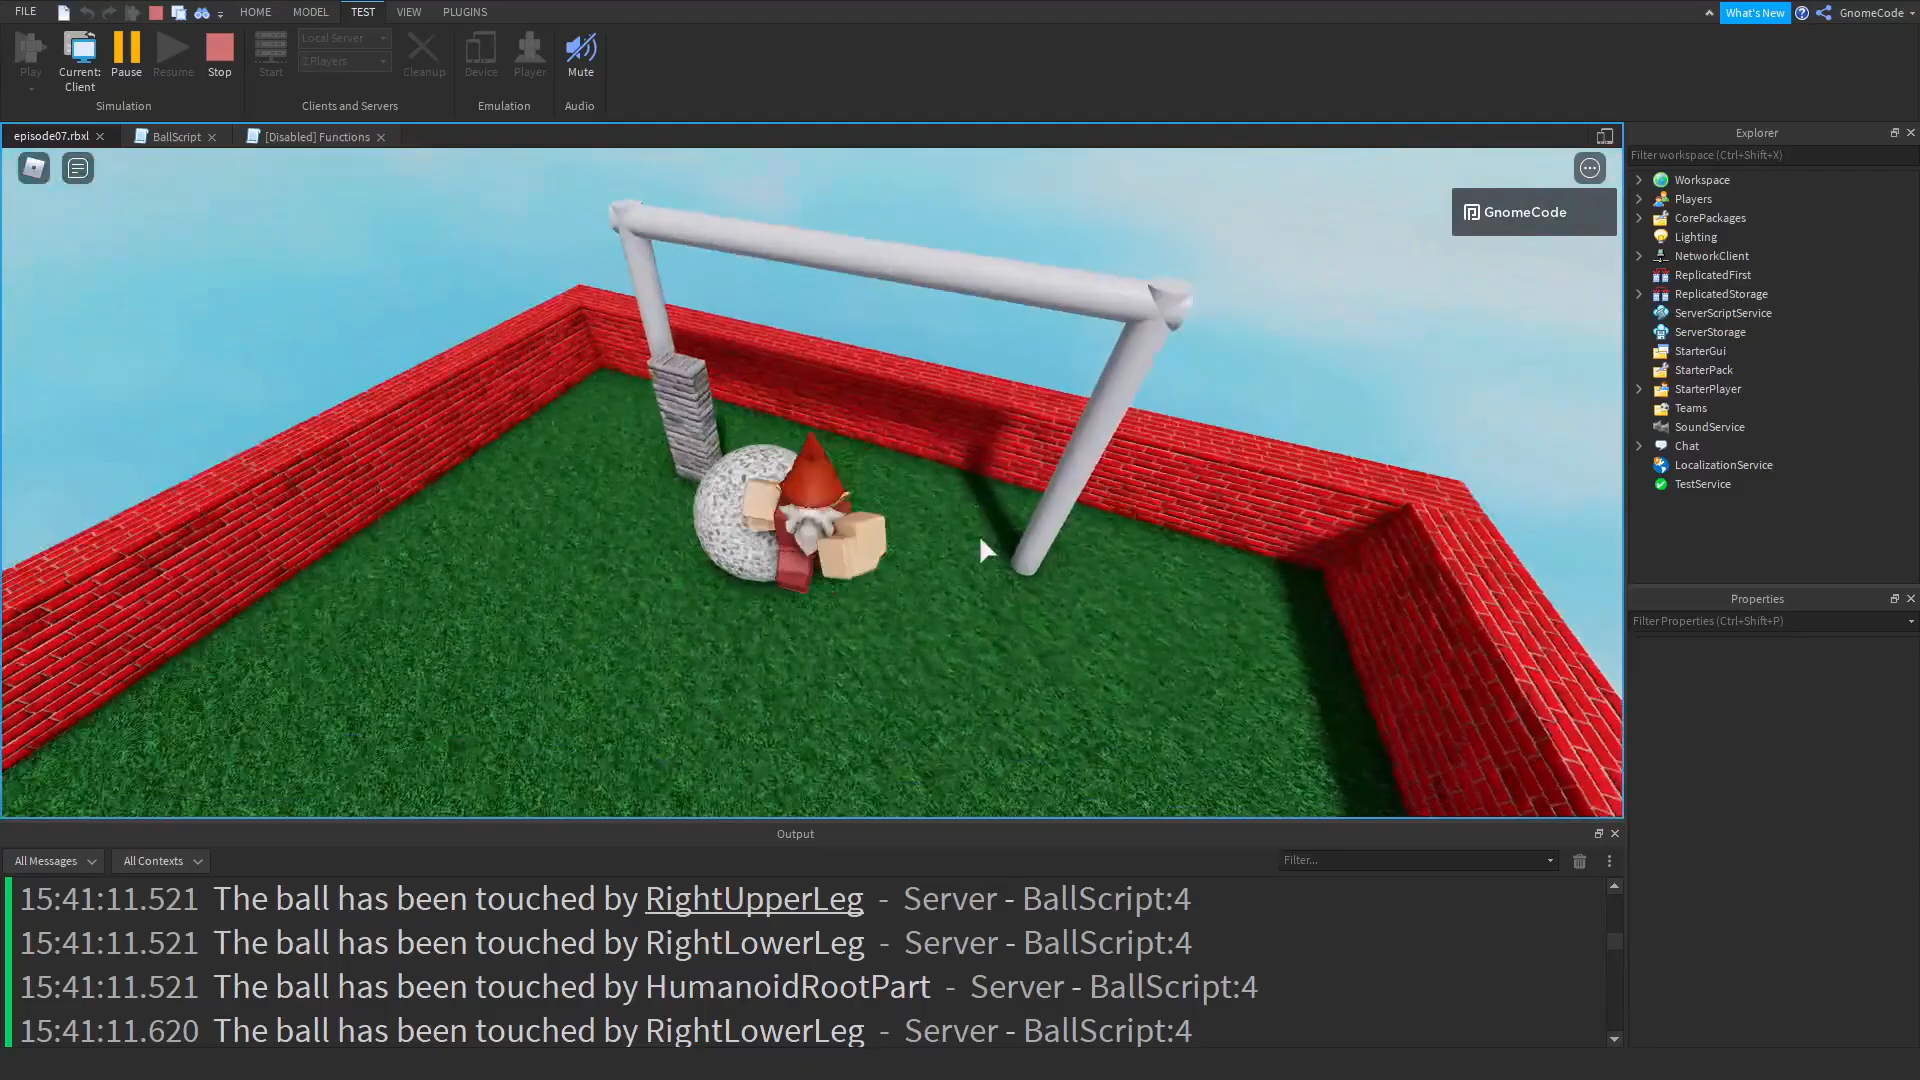 FILE HOME MODEL TEST VIEW PLUGINS What's New GnomeCode
Play Current: Client Pause Resume Stop Start Local Server 2 Players Cleanup Device Player Mute
Simulation Clients and Servers Emulation Audio
episode07.rbxl BallScript [Disabled] Functions
GnomeCode
Explorer
Filter workspace (Ctrl+Shift+X)
Workspace
Players
CorePackages
Lighting
NetworkClient
ReplicatedFirst
ReplicatedStorage
ServerScriptService
ServerStorage
StarterGui
StarterPack
StarterPlayer
Teams
SoundService
Chat
LocalizationService
TestService
Properties
Filter Properties (Ctrl+Shift+P)
Output
All Messages All Contexts Filter...
15:41:11.521 The ball has been touched by RightUpperLeg - Server - BallScript:4
15:41:11.521 The ball has been touched by RightLowerLeg - Server - BallScript:4
15:41:11.521 The ball has been touched by HumanoidRootPart - Server - BallScript:4
15:41:11.620 The ball has been touched by RightLowerLeg - Server - BallScript:4